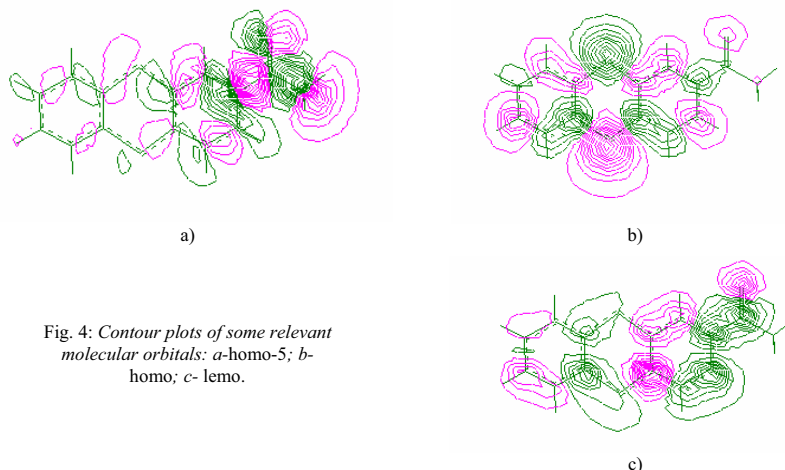 a)
b)
Fig. 4: Contour plots of some relevant
molecular orbitals: a-homo-5; b-
homo; c- lemo.
c)